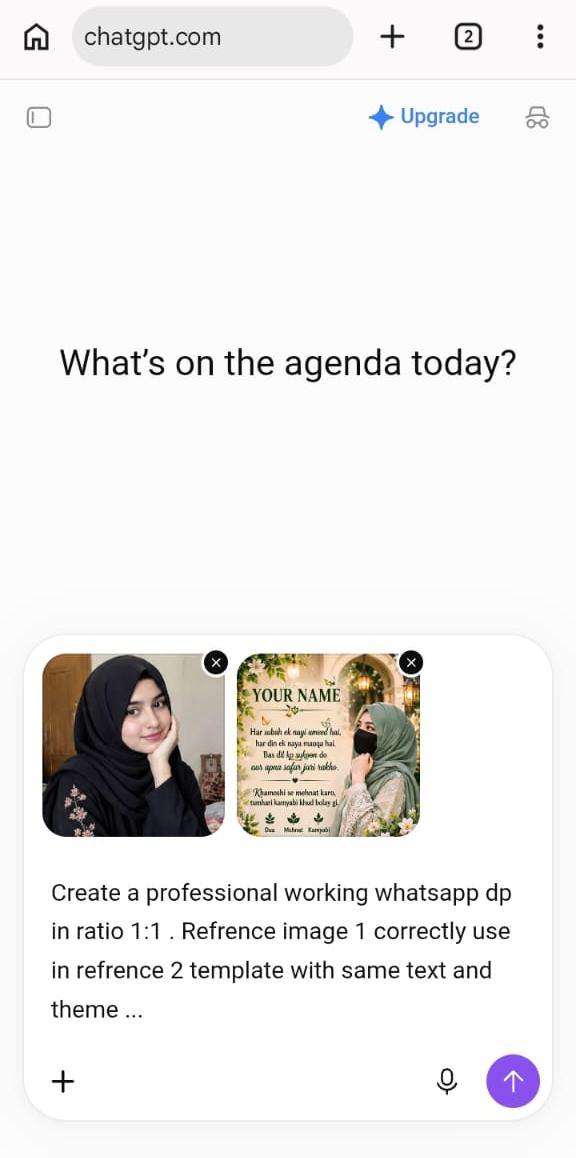 chatgpt.com
2
Upgrade
What's on the agenda today?
YOUR NAME
Har subah ek nayi umeed hai,
har din ek naya mauqa hai.
Bas dil ko sukoon do
aur apna safar jari rakho.
Khamoshi se mehnat karo,
tumhari kamyabi khud bolay gi.
Dua Mehnat Kamyabi
Create a professional working whatsapp dp
in ratio 1:1 . Refrence image 1 correctly use
in refrence 2 template with same text and
theme ...